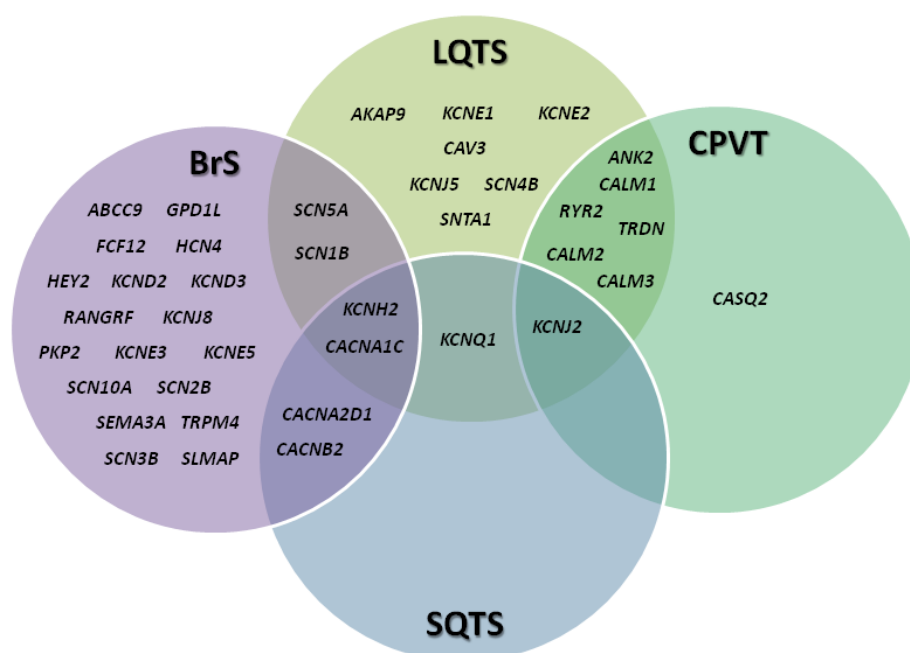 LQTS
AKAP9 KCNE1 KCNE2
CAV3
KCNJ5 SCN4B
SNTA1
BrS
ABCC9 GPD1L
FCF12 HCN4
HEY2 KCND2 KCND3
RANGRF KCNJ8
PKP2 KCNE3 KCNE5
SCN10A SCN2B
SEMA3A TRPM4
SCN3B SLMAP
SCN5A
SCN1B
KCNH2
CACNA1C
CACNA2D1
CACNB2
KCNQ1
KCNJ2
CPVT
ANK2
CALM1
RYR2
TRDN
CALM2
CALM3
CASQ2
SQTS